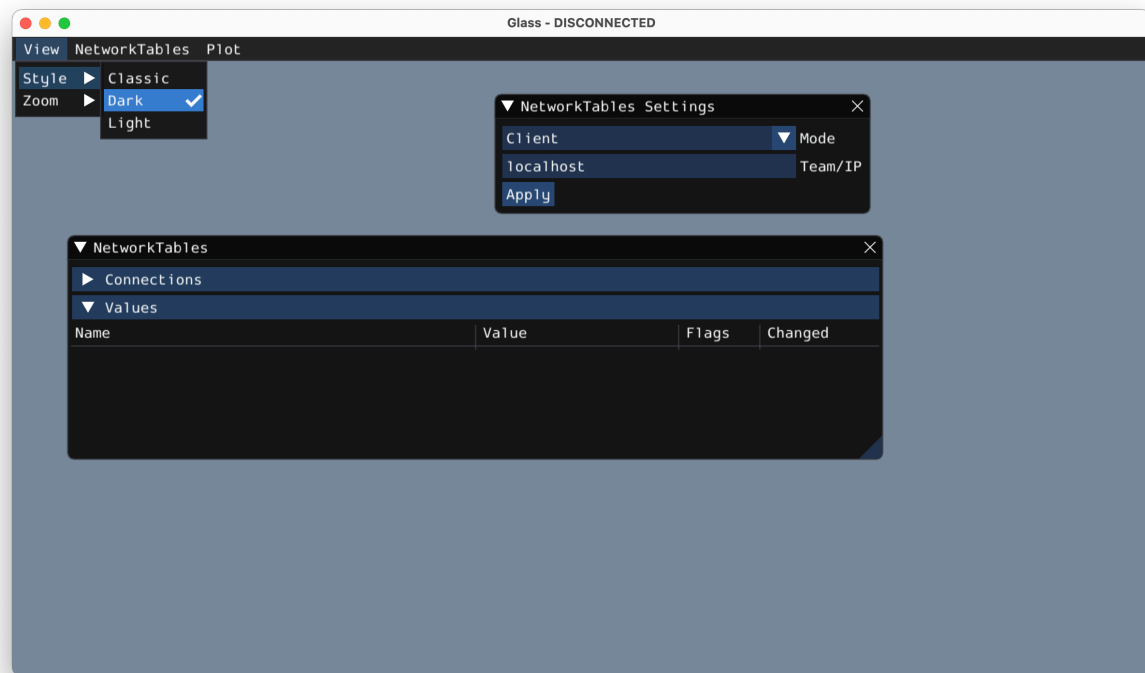 Glass - DISCONNECTED
View NetworkTables Plot
Style
Zoom
Classic
Dark
Light
NetworkTables Settings
Client Mode
localhost Team/IP
Apply
NetworkTables
Connections
Values
Name Value Flags Changed